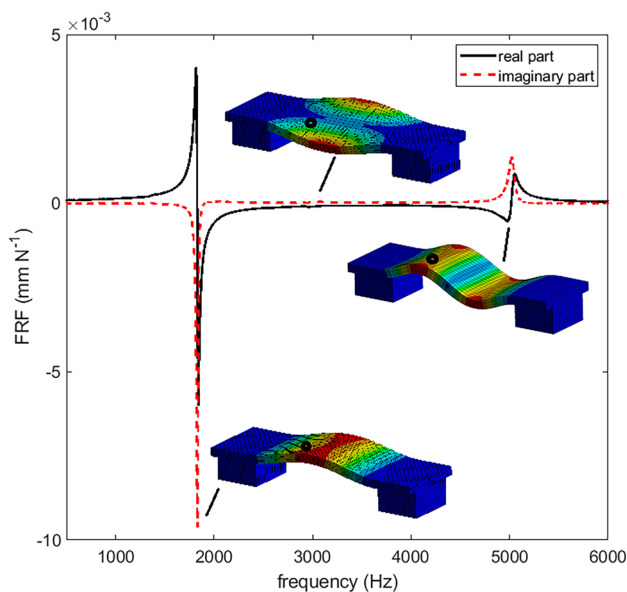 ×10⁻³
5
0
-5
-10
FRF (mm N⁻¹)
real part
imaginary part
1000 2000 3000 4000 5000 6000
frequency (Hz)